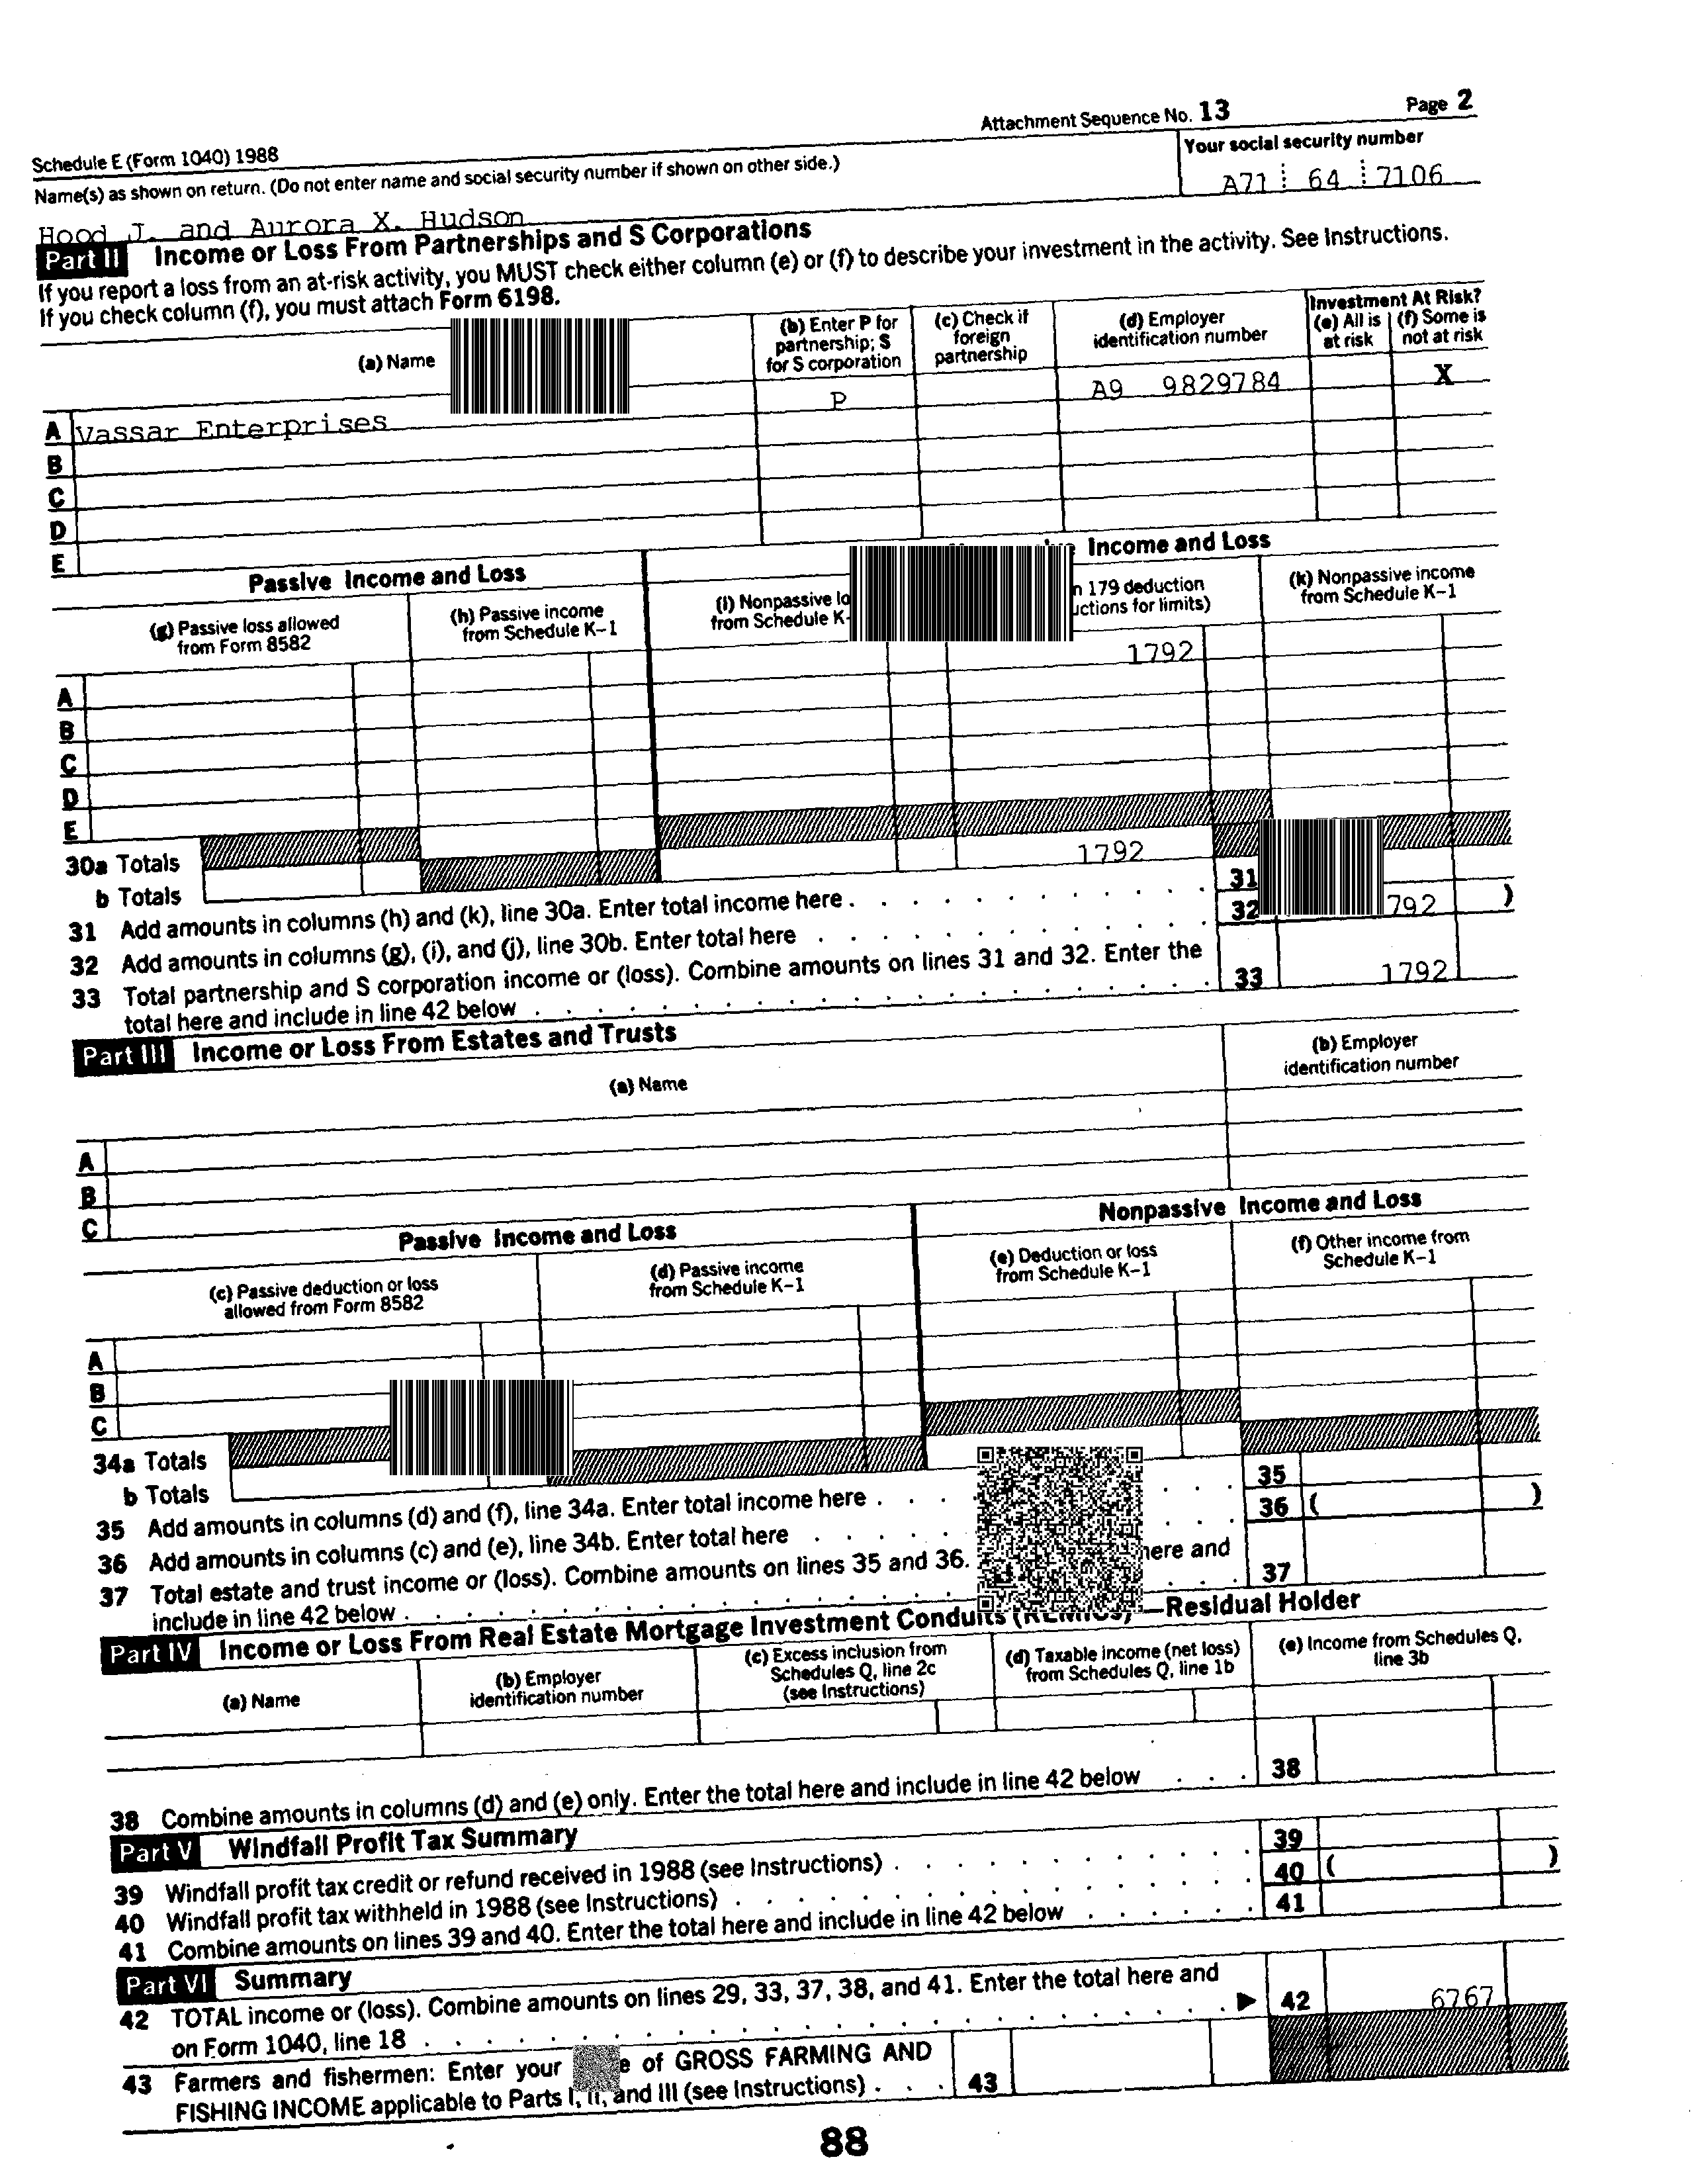 Attachment Sequence No. 13 Page 2
Schedule E (Form 1040) 1988
Name(s) as shown on return. (Do not enter name and social security number if shown on other side.)
Your social security number
Hood J. and Aurora X. Hudson
A71 64 7106
Part II Income or Loss From Partnerships and S Corporations
If you report a loss from an at-risk activity, you MUST check either column (e) or (f) to describe your investment in the activity. See Instructions.
If you check column (f), you must attach Form 6198.
(a) Name
(b) Enter P for partnership; S for S corporation
(c) Check if foreign partnership
(d) Employer identification number
Investment At Risk?
(e) All is at risk
(f) Some is not at risk
A Vassar Enterprises P A9 9829784 X
B
C
D
E
Passive Income and Loss
Income and Loss
(g) Passive loss allowed from Form 8582
(h) Passive income from Schedule K-1
(i) Nonpassive
from Schedule
179 deduction
for limits)
(k) Nonpassive income from Schedule K-1
A 1792
B
C
D
E
30a Totals
b Totals 1792
31 Add amounts in columns (h) and (k), line 30a. Enter total income here . 31
32 Add amounts in columns (g), (i), and (j), line 30b. Enter total here . 32 792 )
33 Total partnership and S corporation income or (loss). Combine amounts on lines 31 and 32. Enter the
total here and include in line 42 below . 33 1792
Part III Income or Loss From Estates and Trusts
(a) Name
(b) Employer identification number
A
B
C
Passive Income and Loss
Nonpassive Income and Loss
(c) Passive deduction or loss allowed from Form 8582
(d) Passive income from Schedule K-1
(e) Deduction or loss from Schedule K-1
(f) Other income from Schedule K-1
A
B
C
34a Totals
b Totals
35 Add amounts in columns (d) and (f), line 34a. Enter total income here . 35
36 Add amounts in columns (c) and (e), line 34b. Enter total here . 36 ( )
37 Total estate and trust income or (loss). Combine amounts on lines 35 and 36. here and
include in line 42 below . 37
Part IV Income or Loss From Real Estate Mortgage Investment Conduits (REMICs)—Residual Holder
(a) Name
(b) Employer identification number
(c) Excess inclusion from Schedules Q, line 2c (see Instructions)
(d) Taxable income (net loss) from Schedules Q, line 1b
(e) Income from Schedules Q, line 3b
38 Combine amounts in columns (d) and (e) only. Enter the total here and include in line 42 below . 38
Part V Windfall Profit Tax Summary
39 Windfall profit tax credit or refund received in 1988 (see Instructions) . 39
40 Windfall profit tax withheld in 1988 (see Instructions) . 40 ( )
41 Combine amounts on lines 39 and 40. Enter the total here and include in line 42 below . 41
Part VI Summary
42 TOTAL income or (loss). Combine amounts on lines 29, 33, 37, 38, and 41. Enter the total here and
on Form 1040, line 18 . ▶ 42 6767
43 Farmers and fishermen: Enter your of GROSS FARMING AND
FISHING INCOME applicable to Parts I, II, and III (see Instructions) . 43
88